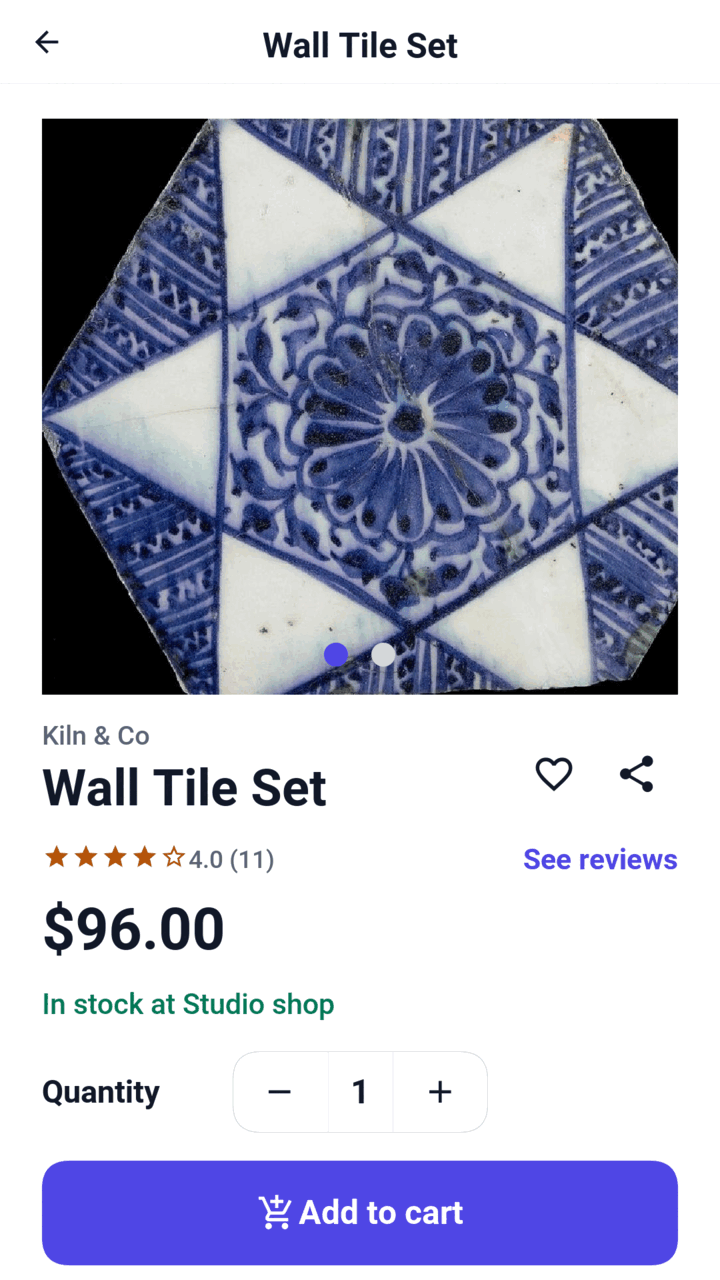 Wall Tile Set
Kiln & Co
Wall Tile Set
4.0 (11)
See reviews
$96.00
In stock at Studio shop
Quantity
1
Add to cart